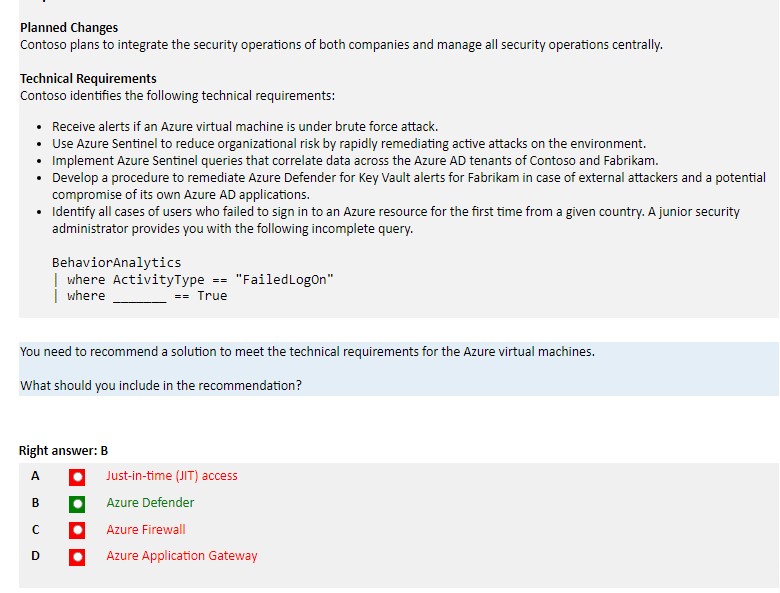 Planned Changes
Contoso plans to integrate the security operations of both companies and manage all security operations centrally.
Technical Requirements
Contoso identifies the following technical requirements:
• Receive alerts if an Azure virtual machine is under brute force attack.
• Use Azure Sentinel to reduce organizational risk by rapidly remediating active attacks on the environment.
• Implement Azure Sentinel queries that correlate data across the Azure AD tenants of Contoso and Fabrikam.
• Develop a procedure to remediate Azure Defender for Key Vault alerts for Fabrikam in case of external attackers and a potential
compromise of its own Azure AD applications.
• Identify all cases of users who failed to sign in to an Azure resource for the first time from a given country. A junior security
administrator provides you with the following incomplete query.
BehaviorAnalytics
| where ActivityType == "FailedLogOn"
| where _______ == True
You need to recommend a solution to meet the technical requirements for the Azure virtual machines.
What should you include in the recommendation?
Right answer: B
A Just-in-time (JIT) access
B Azure Defender
C Azure Firewall
D Azure Application Gateway